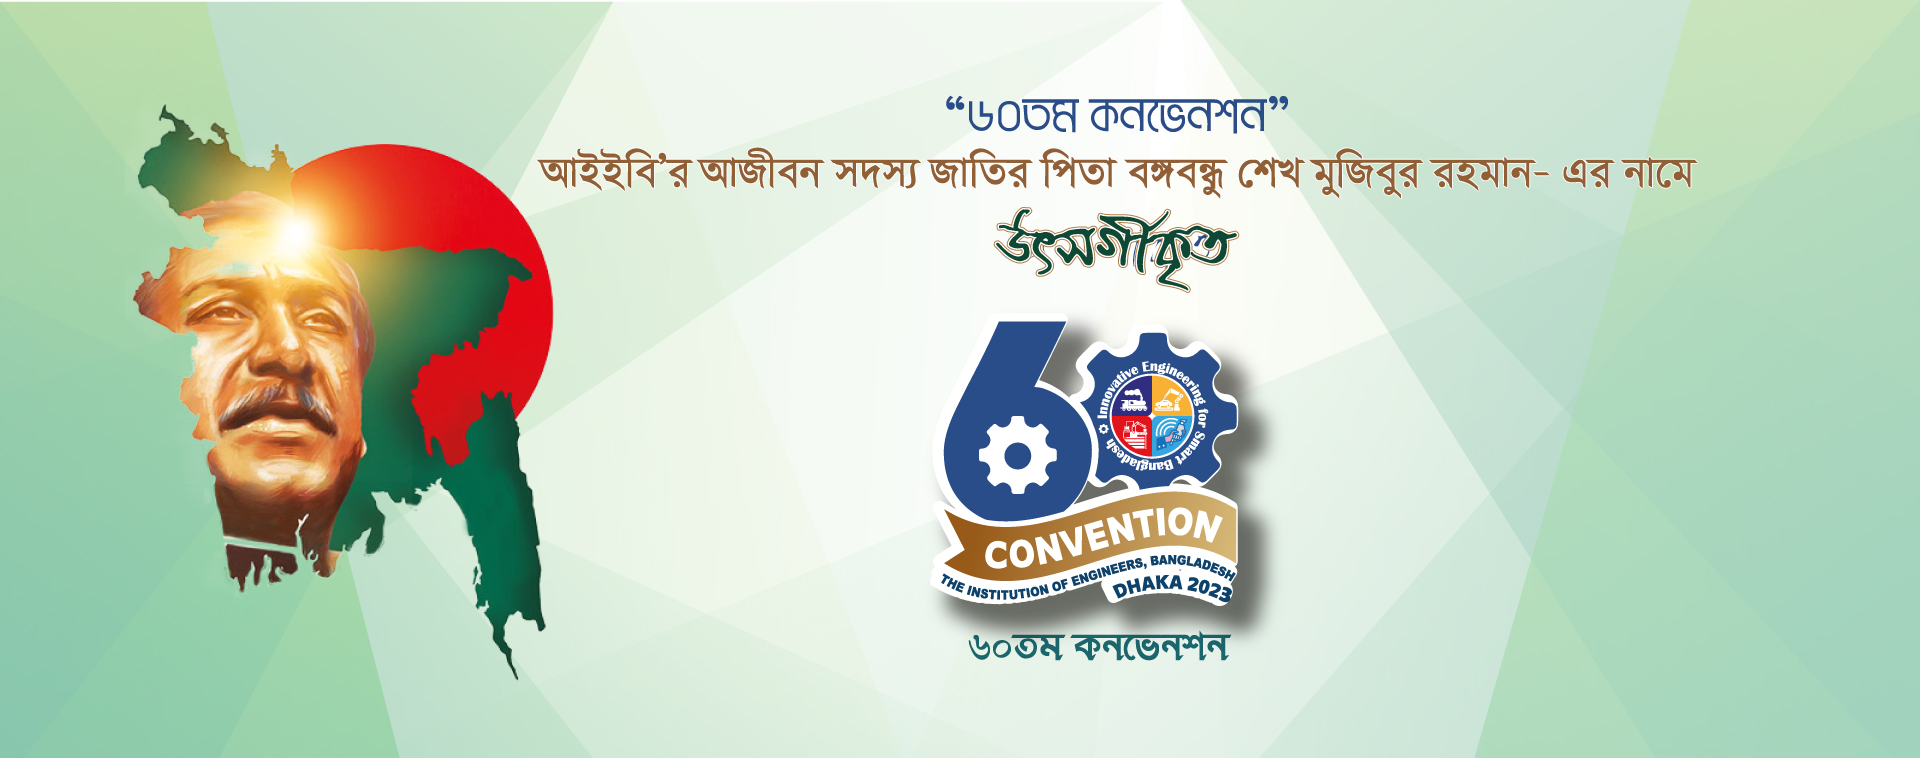 “৬০তম কনভেনশন”
আইইবি’র আজীবন সদস্য জাতির পিতা বঙ্গবন্ধু শেখ মুজিবুর রহমান- এর নামে
উৎসর্গীকৃত
60
Innovative Engineering for Smart Bangladesh
CONVENTION
THE INSTITUTION OF ENGINEERS, BANGLADESH
DHAKA 2023
৬০তম কনভেনশন